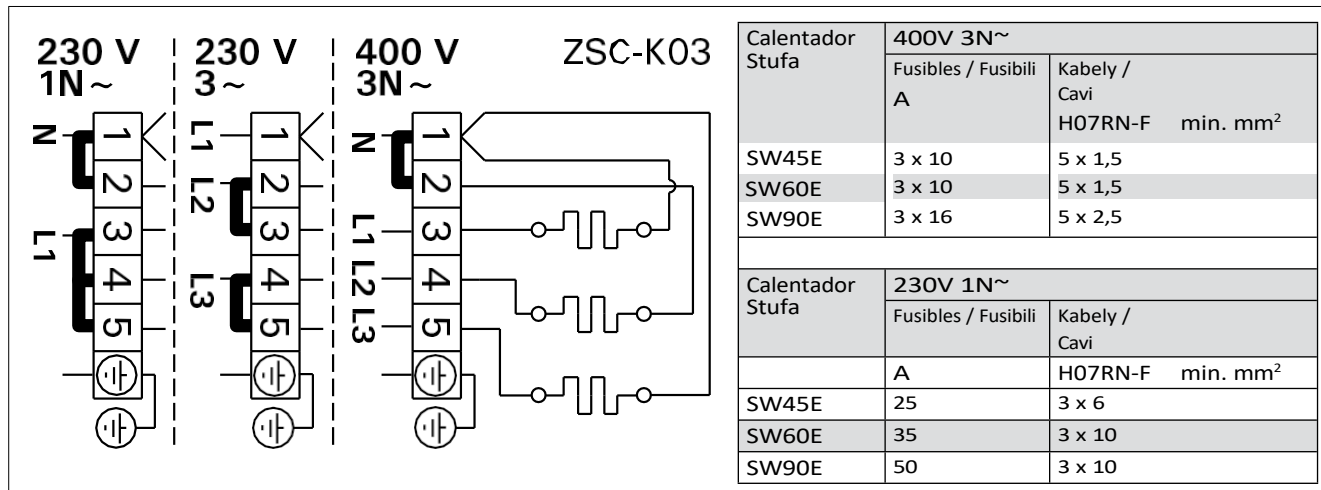 230 V
1N ~
N
L1
1
2
3
4
5
230 V
3 ~
L1
L2
L3
1
2
3
4
5
400 V
3N ~
N
L1
L2
L3
1
2
3
4
5
ZSC-K03
Calentador 400V 3N~
Stufa Fusibles / Fusibili Kabely /
A Cavi
H07RN-F min. mm²
SW45E 3 x 10 5 x 1,5
SW60E 3 x 10 5 x 1,5
SW90E 3 x 16 5 x 2,5
Calentador 230V 1N~
Stufa Fusibles / Fusibili Kabely /
Cavi
A H07RN-F min. mm²
SW45E 25 3 x 6
SW60E 35 3 x 10
SW90E 50 3 x 10